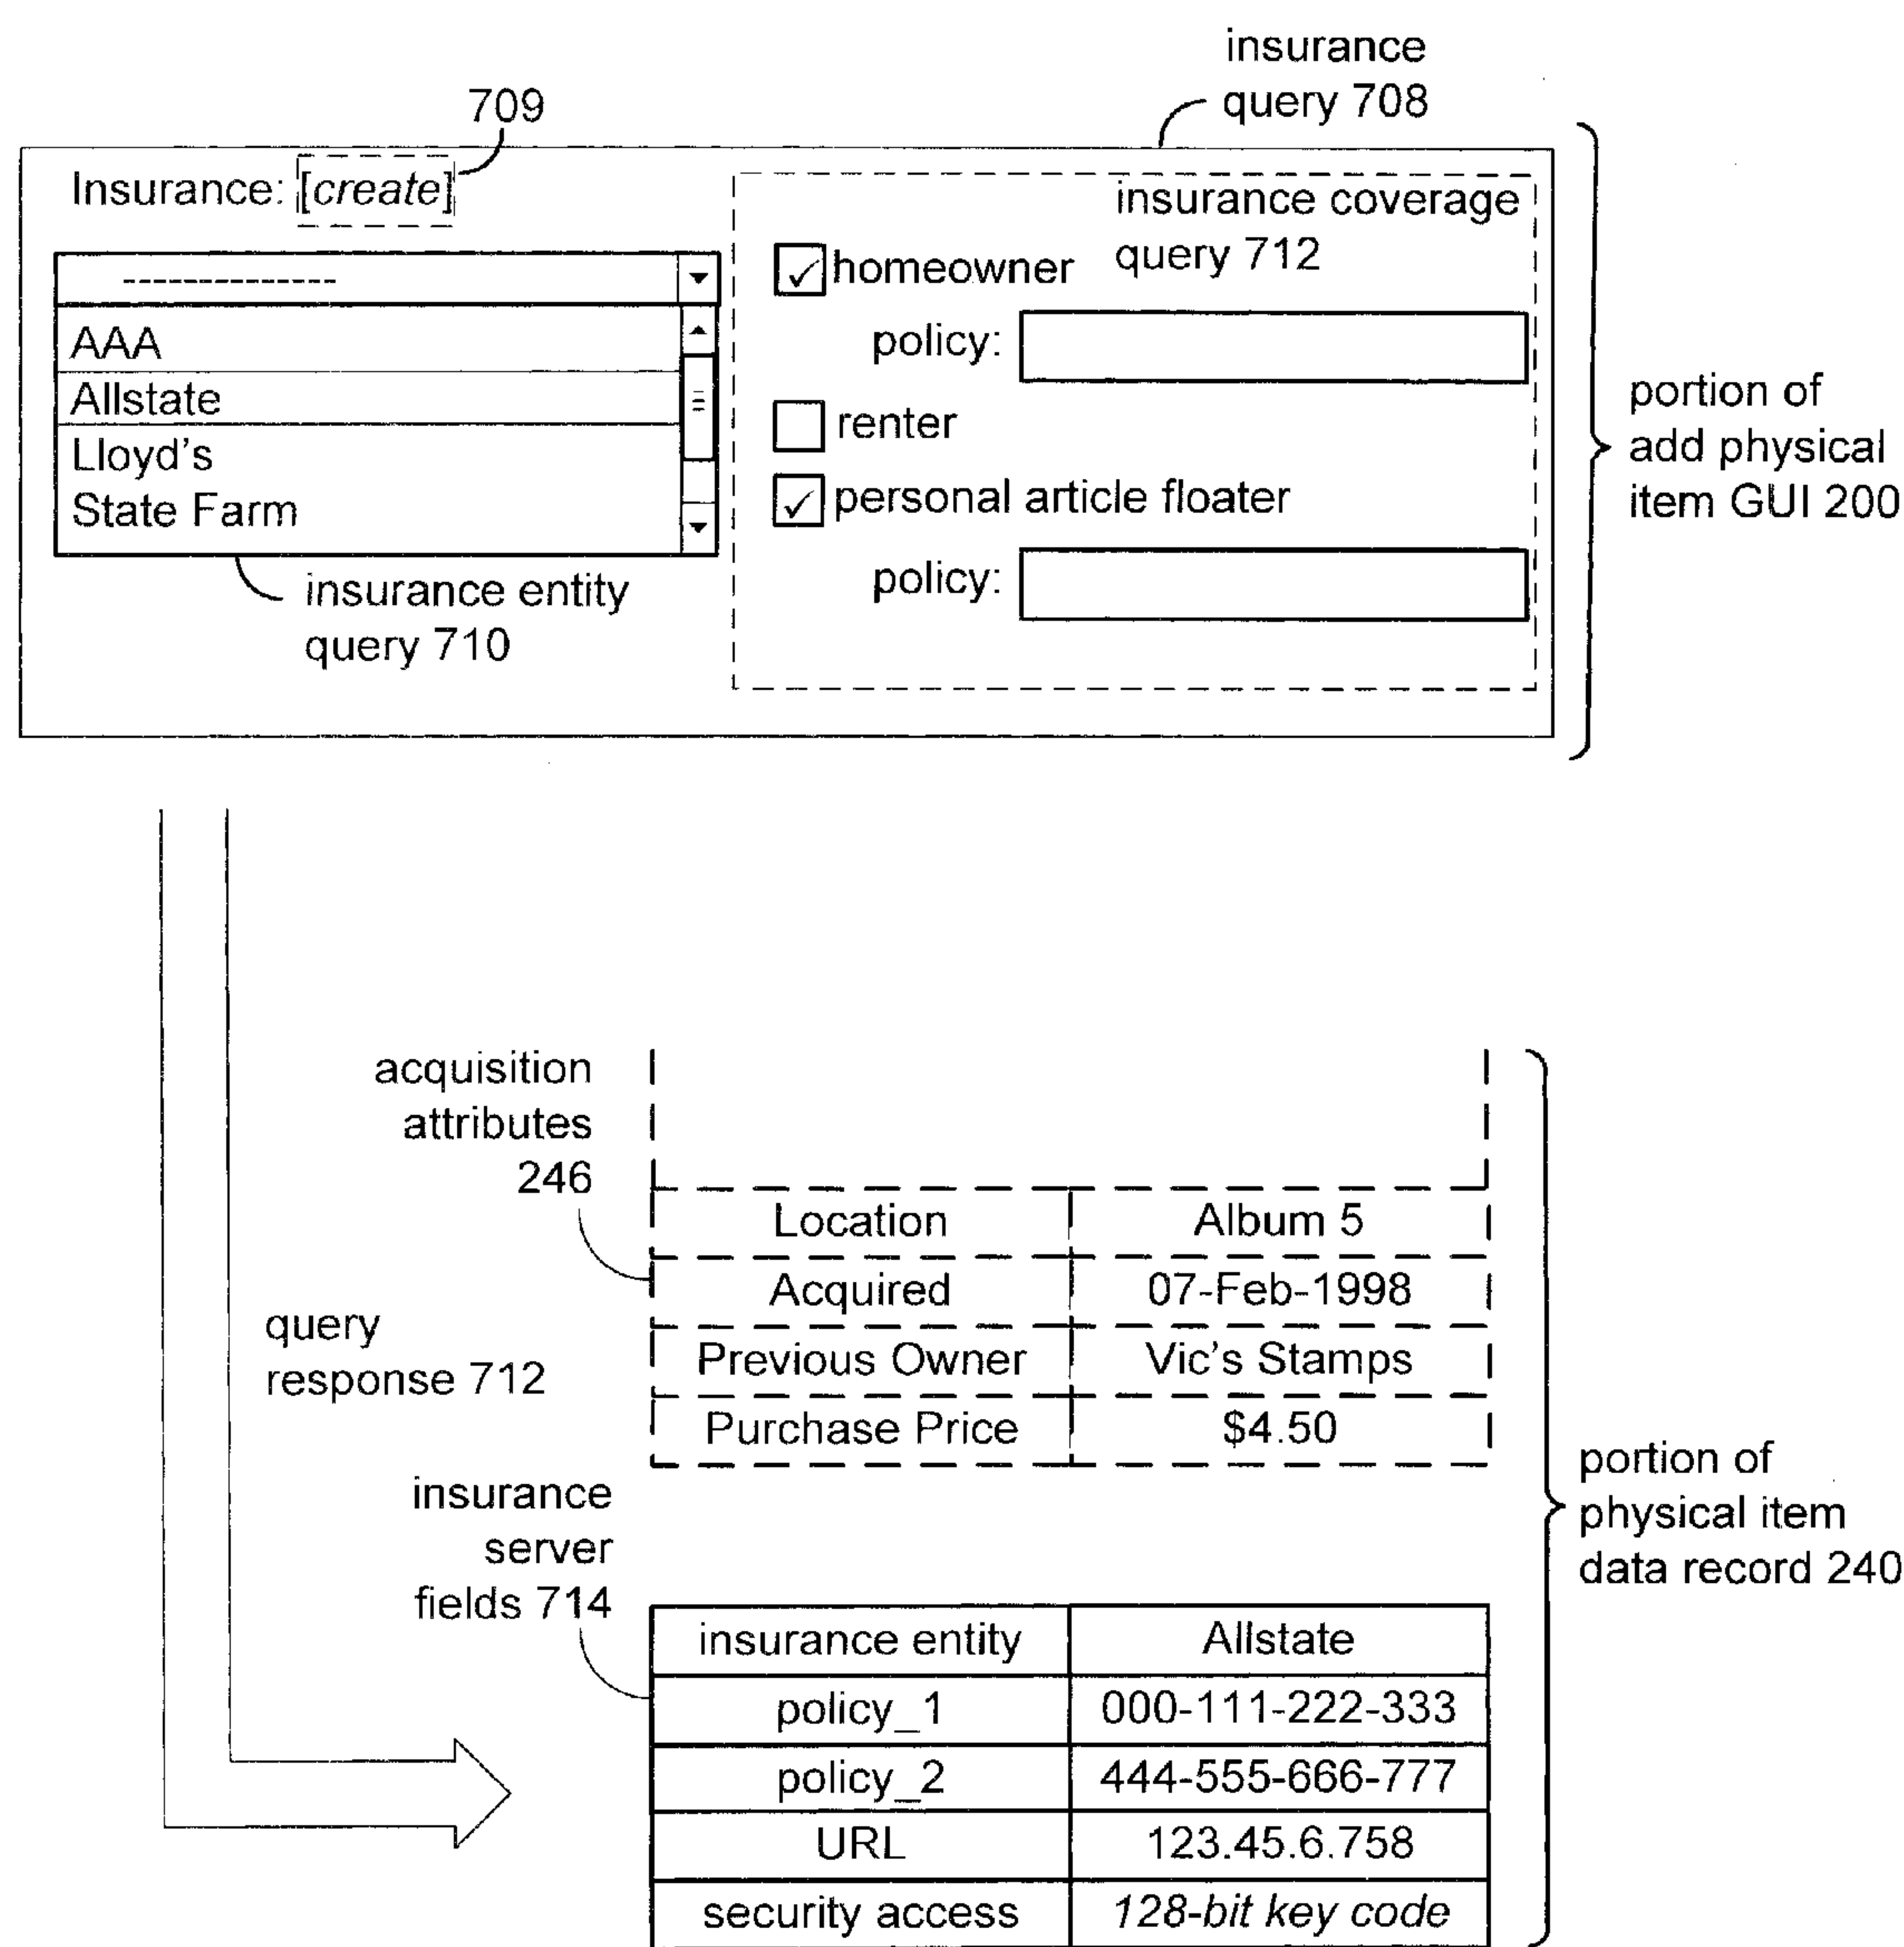 insurance
query 708
709
Insurance: [create]
insurance coverage
query 712
homeowner
policy:
renter
personal article floater
policy:
---------------
AAA
Allstate
Lloyd's
State Farm
insurance entity
query 710
portion of
add physical
item GUI 200
acquisition
attributes
246
Location Album 5
Acquired 07-Feb-1998
Previous Owner Vic's Stamps
Purchase Price $4.50
query
response 712
insurance
server
fields 714
insurance entity Allstate
policy_1 000-111-222-333
policy_2 444-555-666-777
URL 123.45.6.758
security access 128-bit key code
portion of
physical item
data record 240